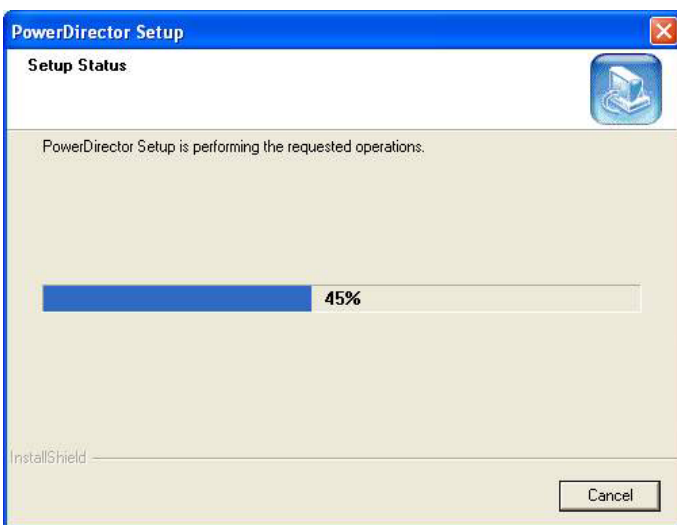 PowerDirector Setup
Setup Status
PowerDirector Setup is performing the requested operations.
45%
InstallShield
Cancel